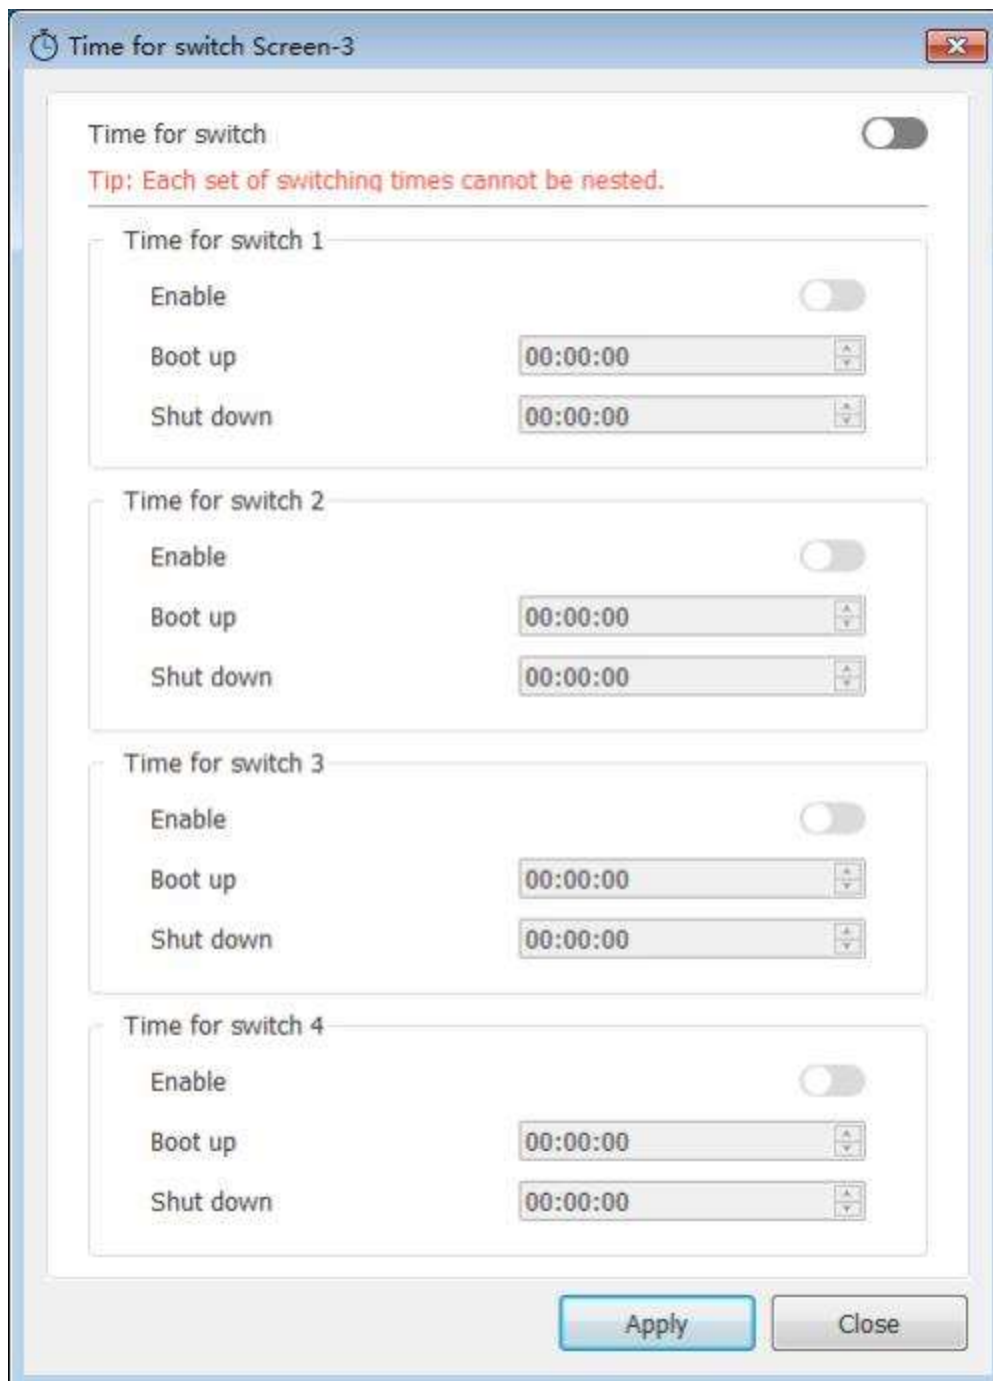 Time for switch Screen-3
Time for switch
Tip: Each set of switching times cannot be nested.
Time for switch 1
Enable
Boot up 00:00:00
Shut down 00:00:00
Time for switch 2
Enable
Boot up 00:00:00
Shut down 00:00:00
Time for switch 3
Enable
Boot up 00:00:00
Shut down 00:00:00
Time for switch 4
Enable
Boot up 00:00:00
Shut down 00:00:00
Apply Close